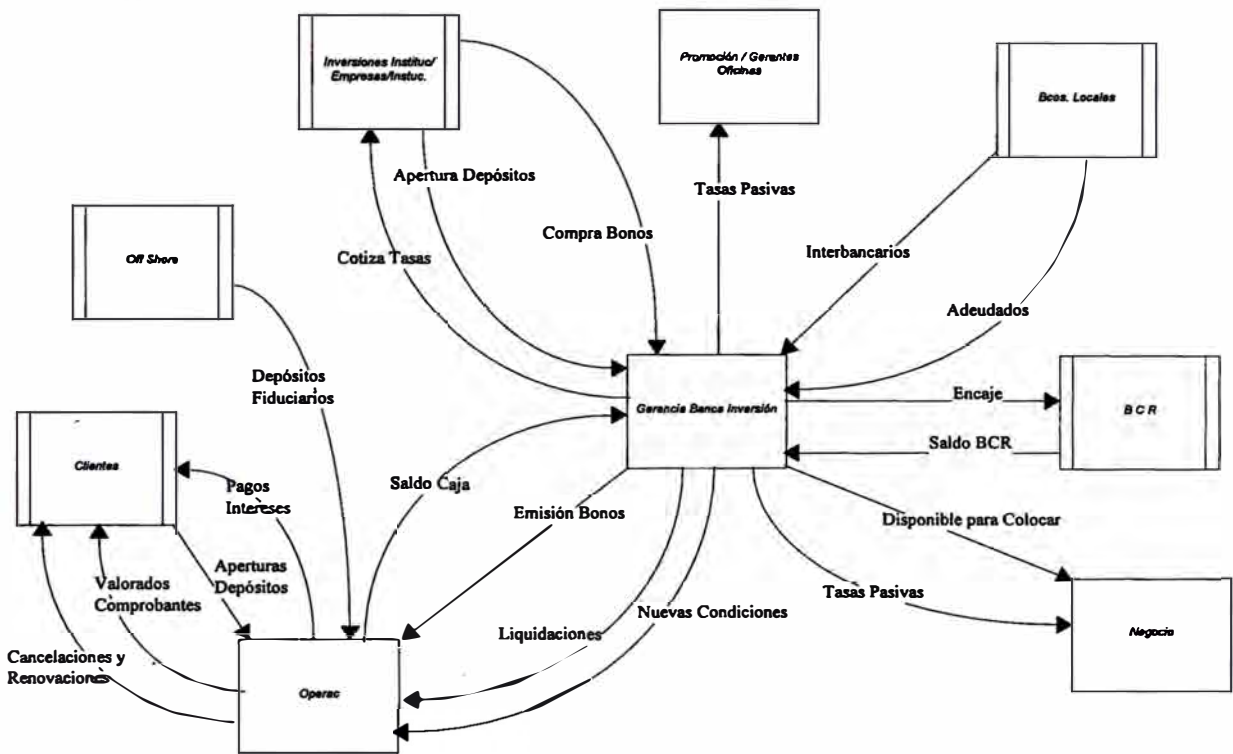 Inversiones Instituc/
Empresas/Instuc.
Promoción / Gerentes
Oficinas
Bcos. Locales
Apertura Depósitos
Tasas Pasivas
Compra Bonos
Interbancarios
Cotiza Tasas
Off Shore
Adeudados
Depósitos
Fiduciarios
Gerencia Banca Inversión
Encaje
B C R
Saldo BCR
Clientes
Saldo Caja
Pagos
Intereses
Emisión Bonos
Disponible para Colocar
Aperturas
Depósitos
Valorados
Comprobantes
Tasas Pasivas
Nuevas Condiciones
Liquidaciones
Negocio
Cancelaciones y
Renovaciones
Operac